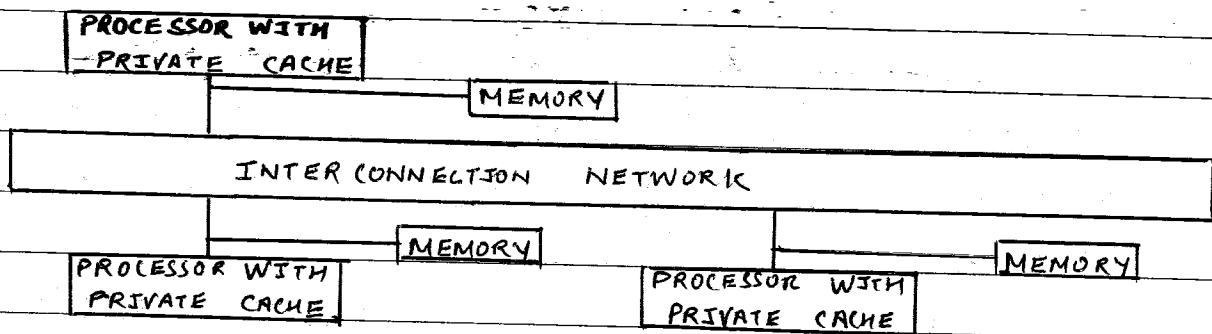 PROCESSOR WITH
PRIVATE CACHE
MEMORY
INTERCONNECTION NETWORK
MEMORY
PROCESSOR WITH
PRIVATE CACHE
MEMORY
PROCESSOR WITH
PRIVATE CACHE